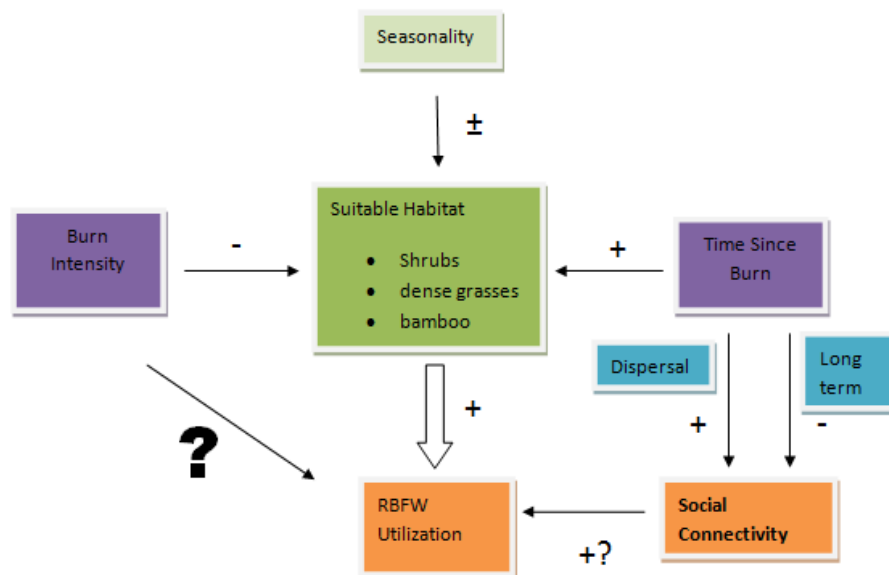 Seasonality
±
Suitable Habitat
• Shrubs
• dense grasses
• bamboo
Burn
Intensity
-
+
Time Since
Burn
Dispersal
Long
term
+
+
-
?
RBFW
Utilization
Social
Connectivity
+?